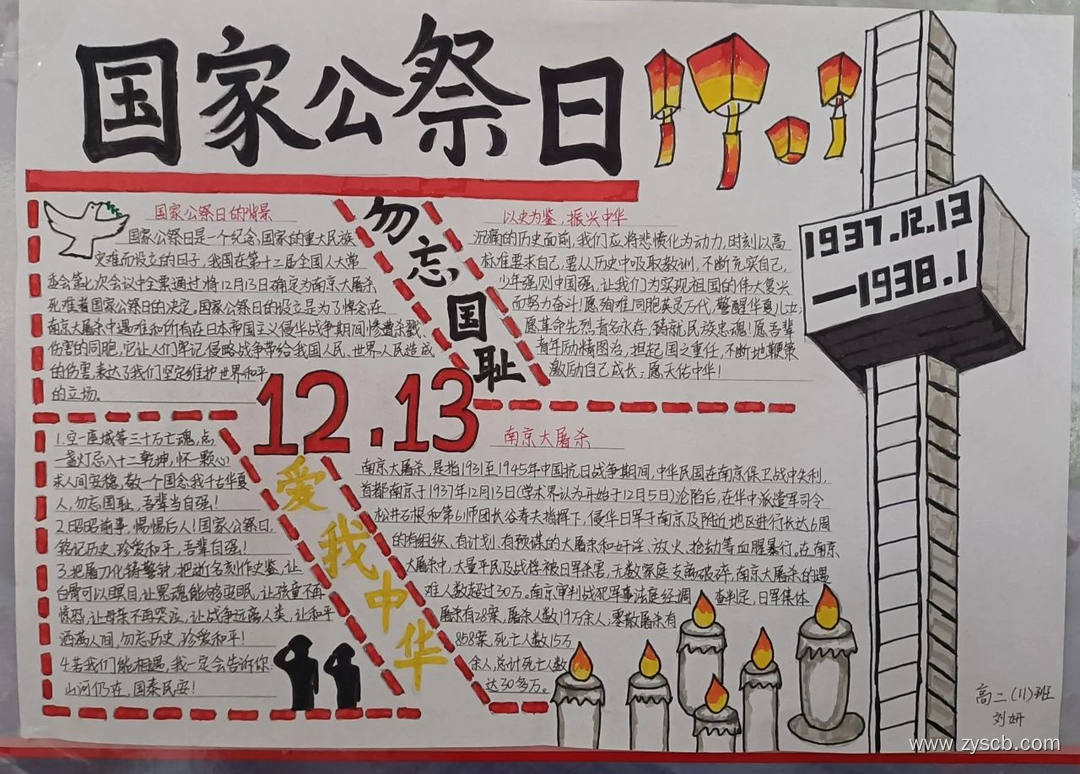 国家公祭日
国家公祭日的背景
国家公祭日是一个纪念国家的重大民族
灾难而设立的日子，我国在第十二届全国人大常
委会第七次会议中全票通过将12月13日确定为南京大屠杀
死难者国家公祭日的决定，国家公祭日的设立是为了悼念在
南京大屠杀中遇难和所有在日本帝国主义侵华战争期间惨遭杀戮
伤害的同胞，它让人们牢记侵略战争带给我国人民、世界人民造成
的伤害，表达了我们坚定维护世界和平
的立场。
勿忘国耻
以史为鉴，振兴中华
沉痛的历史面前，我们应将悲愤化为动力，时刻以高
标准要求自己，要从历史中吸取教训，不断充实自己，
少年强则中国强，让我们为实现祖国的伟大复兴
而努力奋斗！愿殉难同胞英灵万代，警醒华夏儿女；
愿革命先烈者名永在，铸就民族忠魂！愿吾辈
青年励精图治，担起国之重任，不断地鞭策
激励自己成长；愿天佑中华！
1937.12.13
—1938.1
12.13
爱我中华
1.空一座城等三十万亡魂，点
一盏灯忘八十二乾坤，怀一颗心
求人间安稳，敬一个国念我千古华夏
人，勿忘国耻，吾辈当自强！
2.昭昭前事，惕惕后人！国家公祭日，
铭记历史，珍爱和平，吾辈自强！
3.把屠刀化铸警钟，把逝名刻作史鉴，让
白骨可以瞑目，让冤魂能够安眠，让孩童不再
惊恐，让母亲不再哭泣，让战争远离人类，让和平
洒满人间，勿忘历史，珍爱和平！
4.若我们能相遇，我一定会告诉你：
山河仍在，国泰民安！
南京大屠杀
南京大屠杀，是指1931至1945年中国抗日战争期间，中华民国在南京保卫战中失利，
首都南京于1937年12月13日(学术界认为开始于12月5日)沦陷后，在华中派遣军司令
松井石根和第6师团长谷寿夫指挥下，侵华日军于南京及附近地区进行长达6周
的有组织、有计划、有预谋的大屠杀和奸淫、放火、抢劫等血腥暴行。在南京
大屠杀中，大量平民及战俘被日军杀害，无数家庭支离破碎，南京大屠杀的遇
难人数超过30万。南京审判战犯军事法庭经调查判定，日军集体
屠杀有28案，屠杀人数19万余人；零散屠杀有
858案，死亡人数15万
余人，总计死亡人数
达30多万。
高二(11)班
刘妍
www.zyscb.com